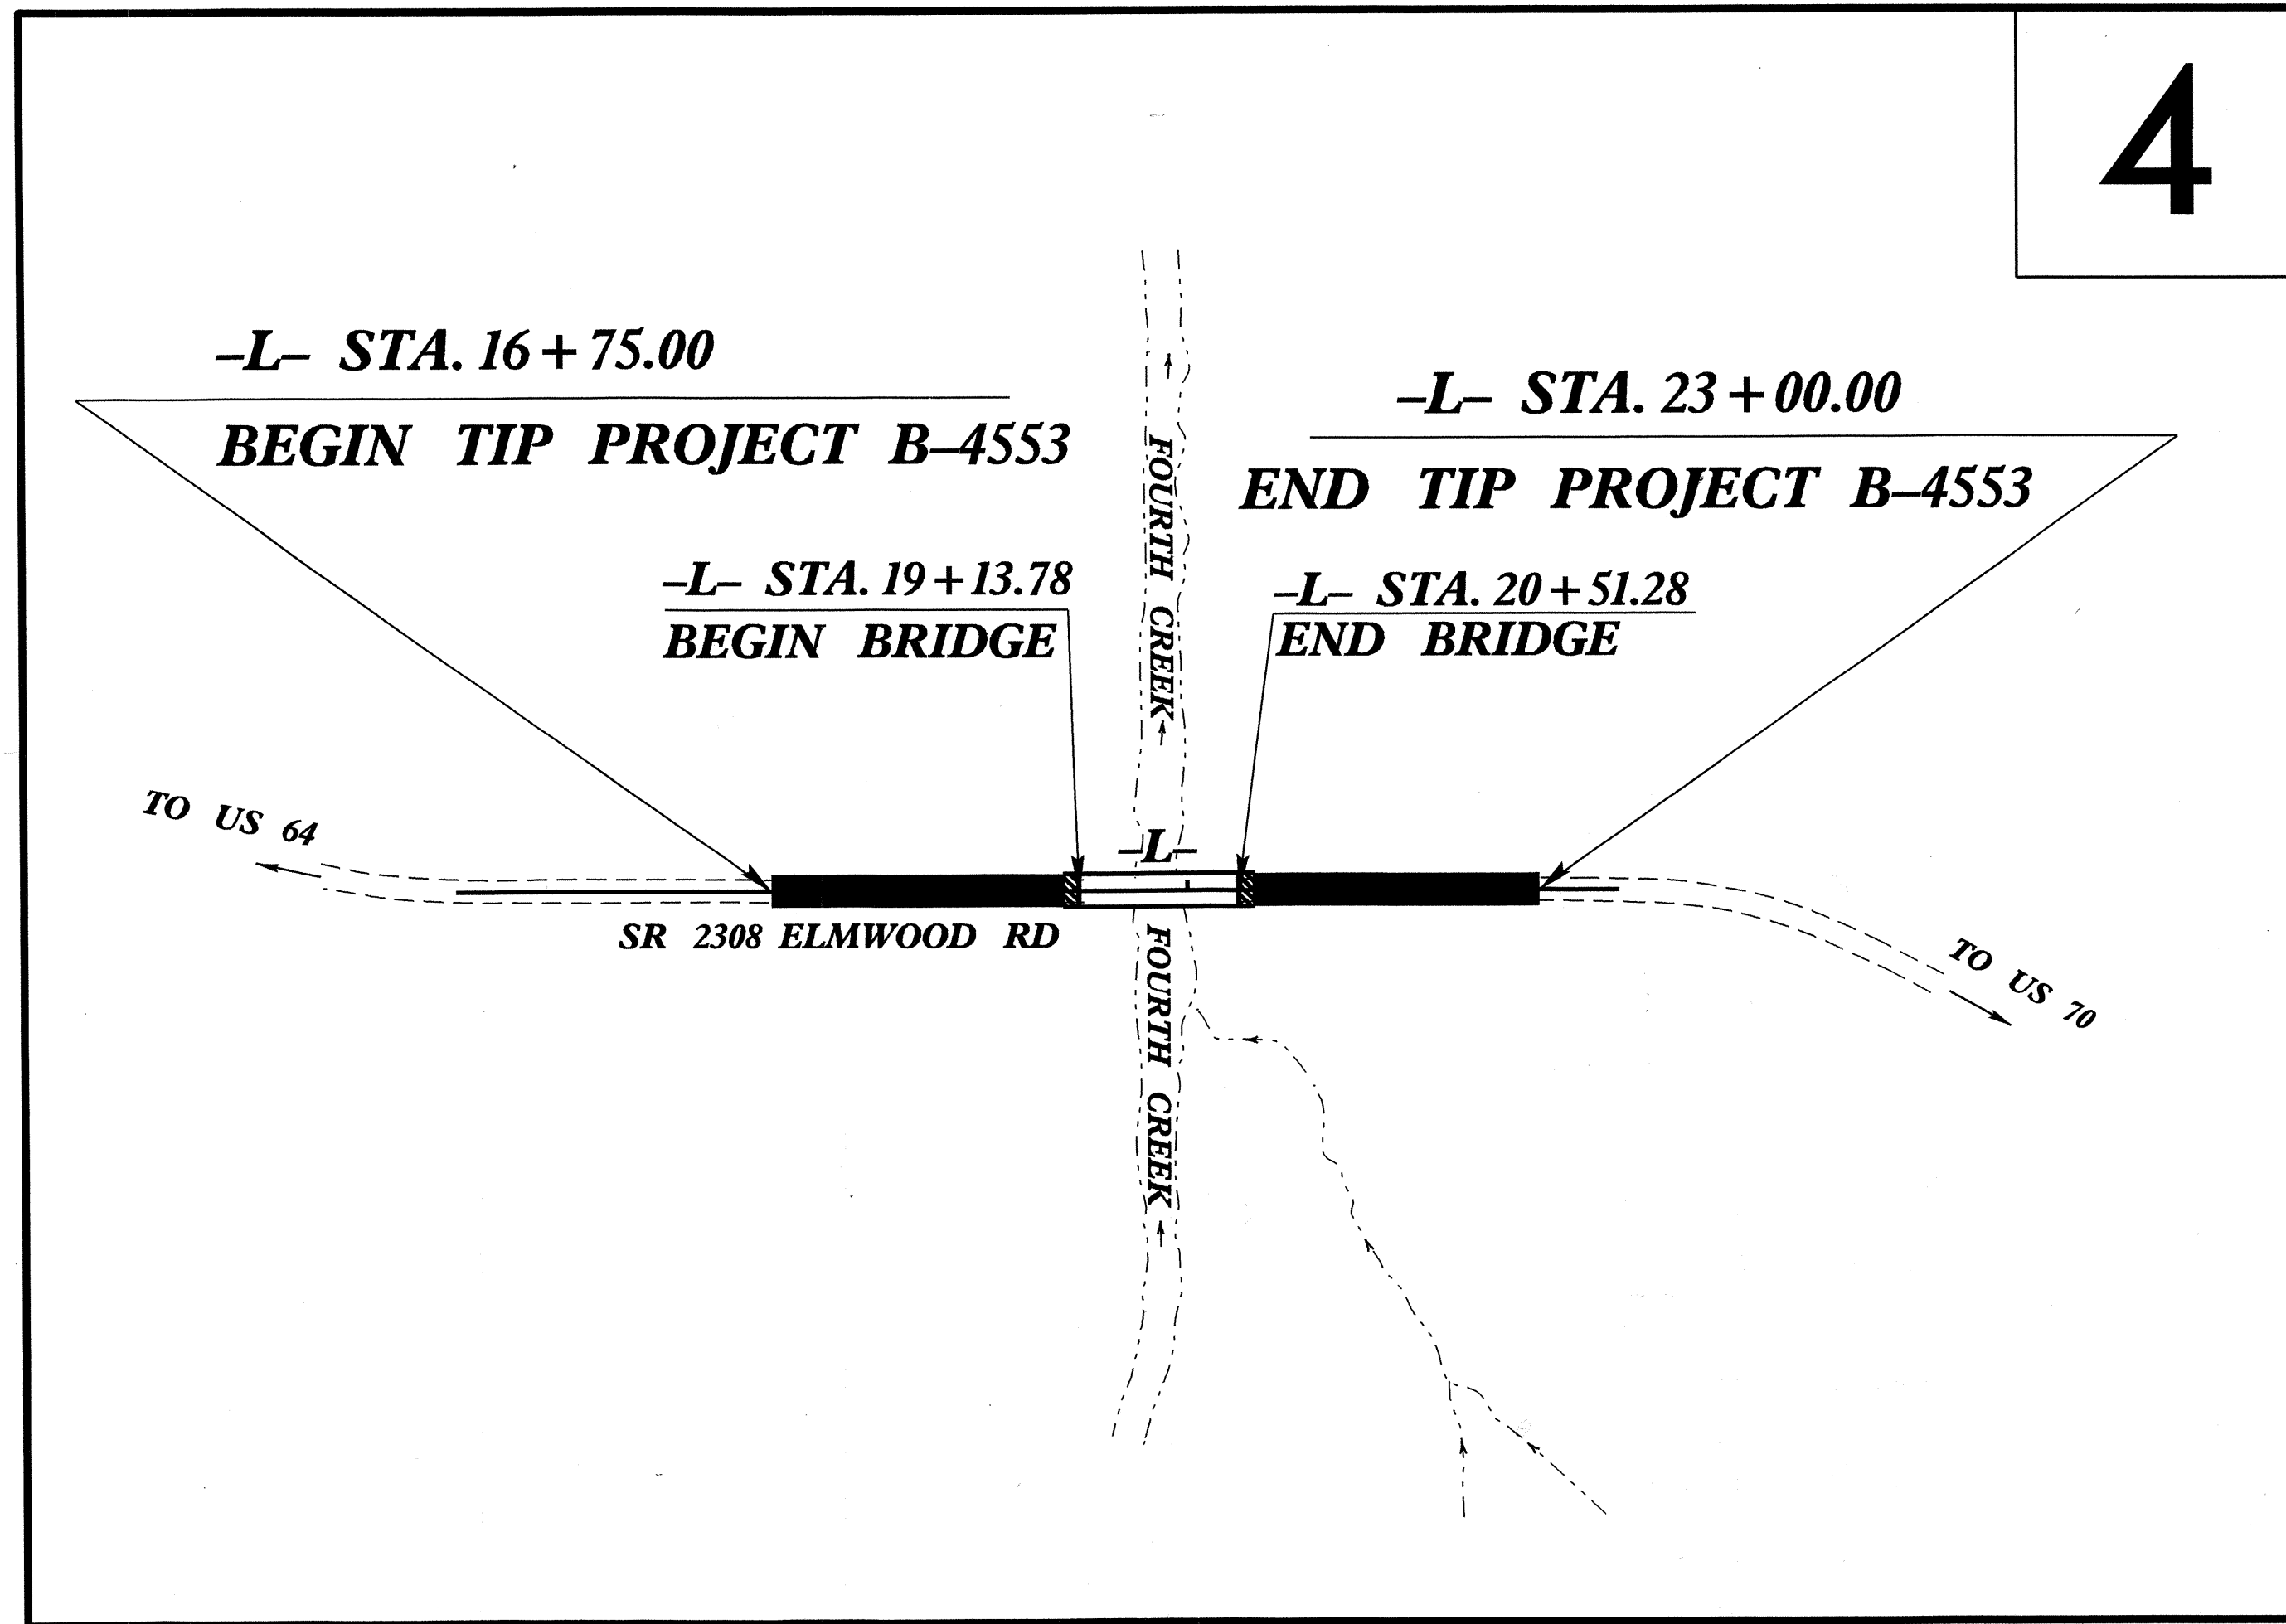 4
–L– STA. 16+75.00
BEGIN TIP PROJECT B–4553
–L– STA. 23+00.00
END TIP PROJECT B–4553
–L– STA. 19+13.78
BEGIN BRIDGE
–L– STA. 20+51.28
END BRIDGE
FOURTH CREEK
TO US 64
–L–
SR 2308 ELMWOOD RD
FOURTH CREEK
TO US 70